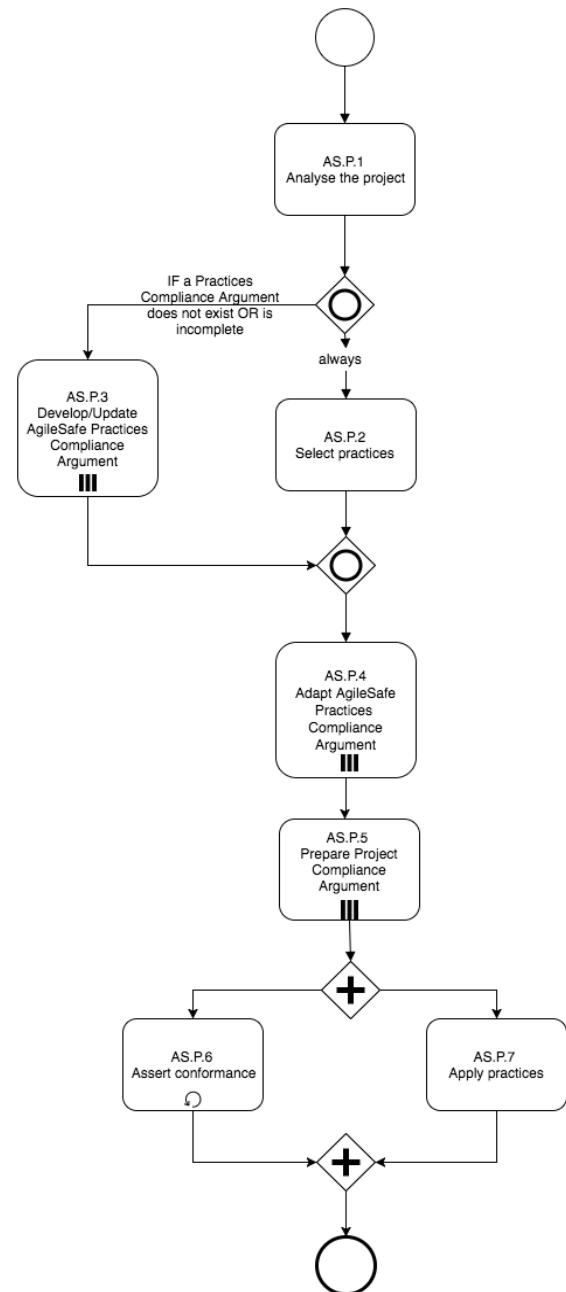 AS.P.1
Analyse the project
IF a Practices
Compliance Argument
does not exist OR is
incomplete
always
AS.P.3
Develop/Update
AgileSafe Practices
Compliance
Argument
AS.P.2
Select practices
AS.P.4
Adapt AgileSafe
Practices
Compliance
Argument
AS.P.5
Prepare Project
Compliance
Argument
AS.P.6
Assert conformance
AS.P.7
Apply practices